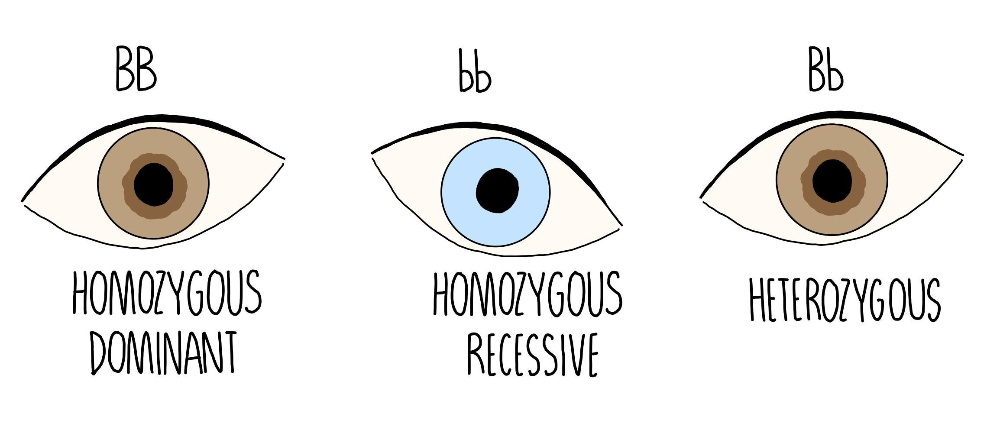 BB
HOMOZYGOUS
DOMINANT
bb
HOMOZYGOUS
RECESSIVE
Bb
HETEROZYGOUS